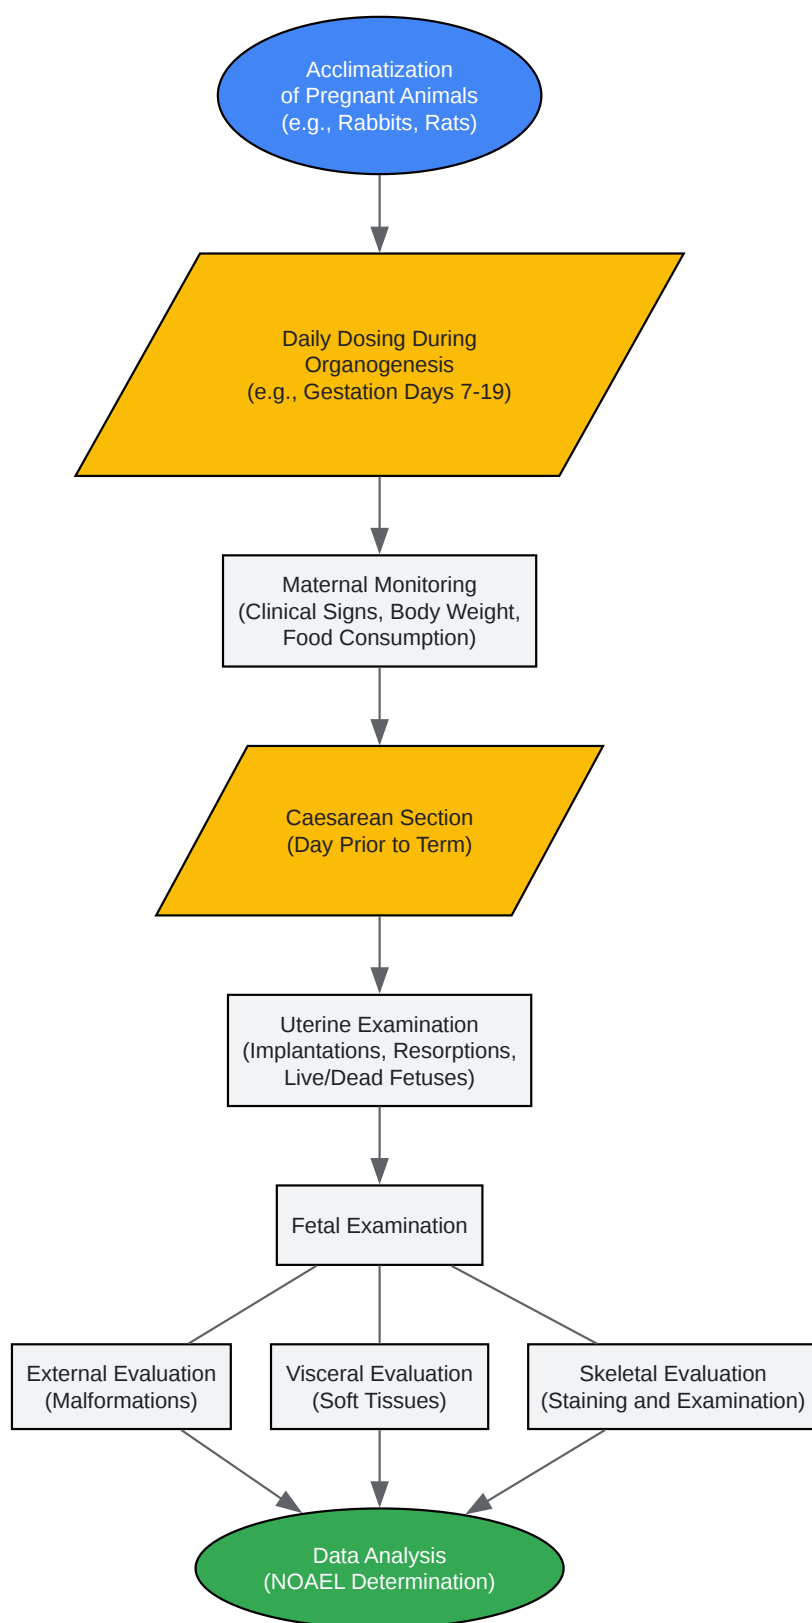 Acclimatization
of Pregnant Animals
(e.g., Rabbits, Rats)
Daily Dosing During
Organogenesis
(e.g., Gestation Days 7-19)
Maternal Monitoring
(Clinical Signs, Body Weight,
Food Consumption)
Caesarean Section
(Day Prior to Term)
Uterine Examination
(Implantations, Resorptions,
Live/Dead Fetuses)
Fetal Examination
External Evaluation
(Malformations)
Visceral Evaluation
(Soft Tissues)
Skeletal Evaluation
(Staining and Examination)
Data Analysis
(NOAEL Determination)